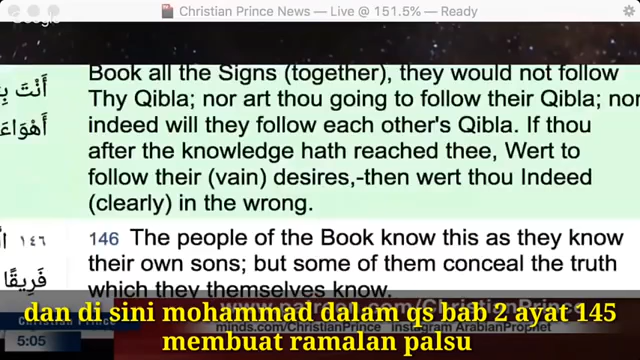 Christian Prince News — Live @ 151.5% — Ready
Book all the Signs (together), they would not follow
Thy Qibla; nor art thou going to follow their Qibla; nor
indeed will they follow each other's Qibla. If thou
after the knowledge hath reached thee, Wert to
follow their (vain) desires,-then wert thou Indeed
(clearly) in the wrong.
أَهْوَاءَ
١٤٦
فَرِيقًا
146 The people of the Book know this as they know
their own sons; but some of them conceal the truth
which they themselves know.
dan di sini mohammad dalam qs bab 2 ayat 145
membuat ramalan palsu
5:05
minds.com/ChristianPrince Instagram ArabianProphet